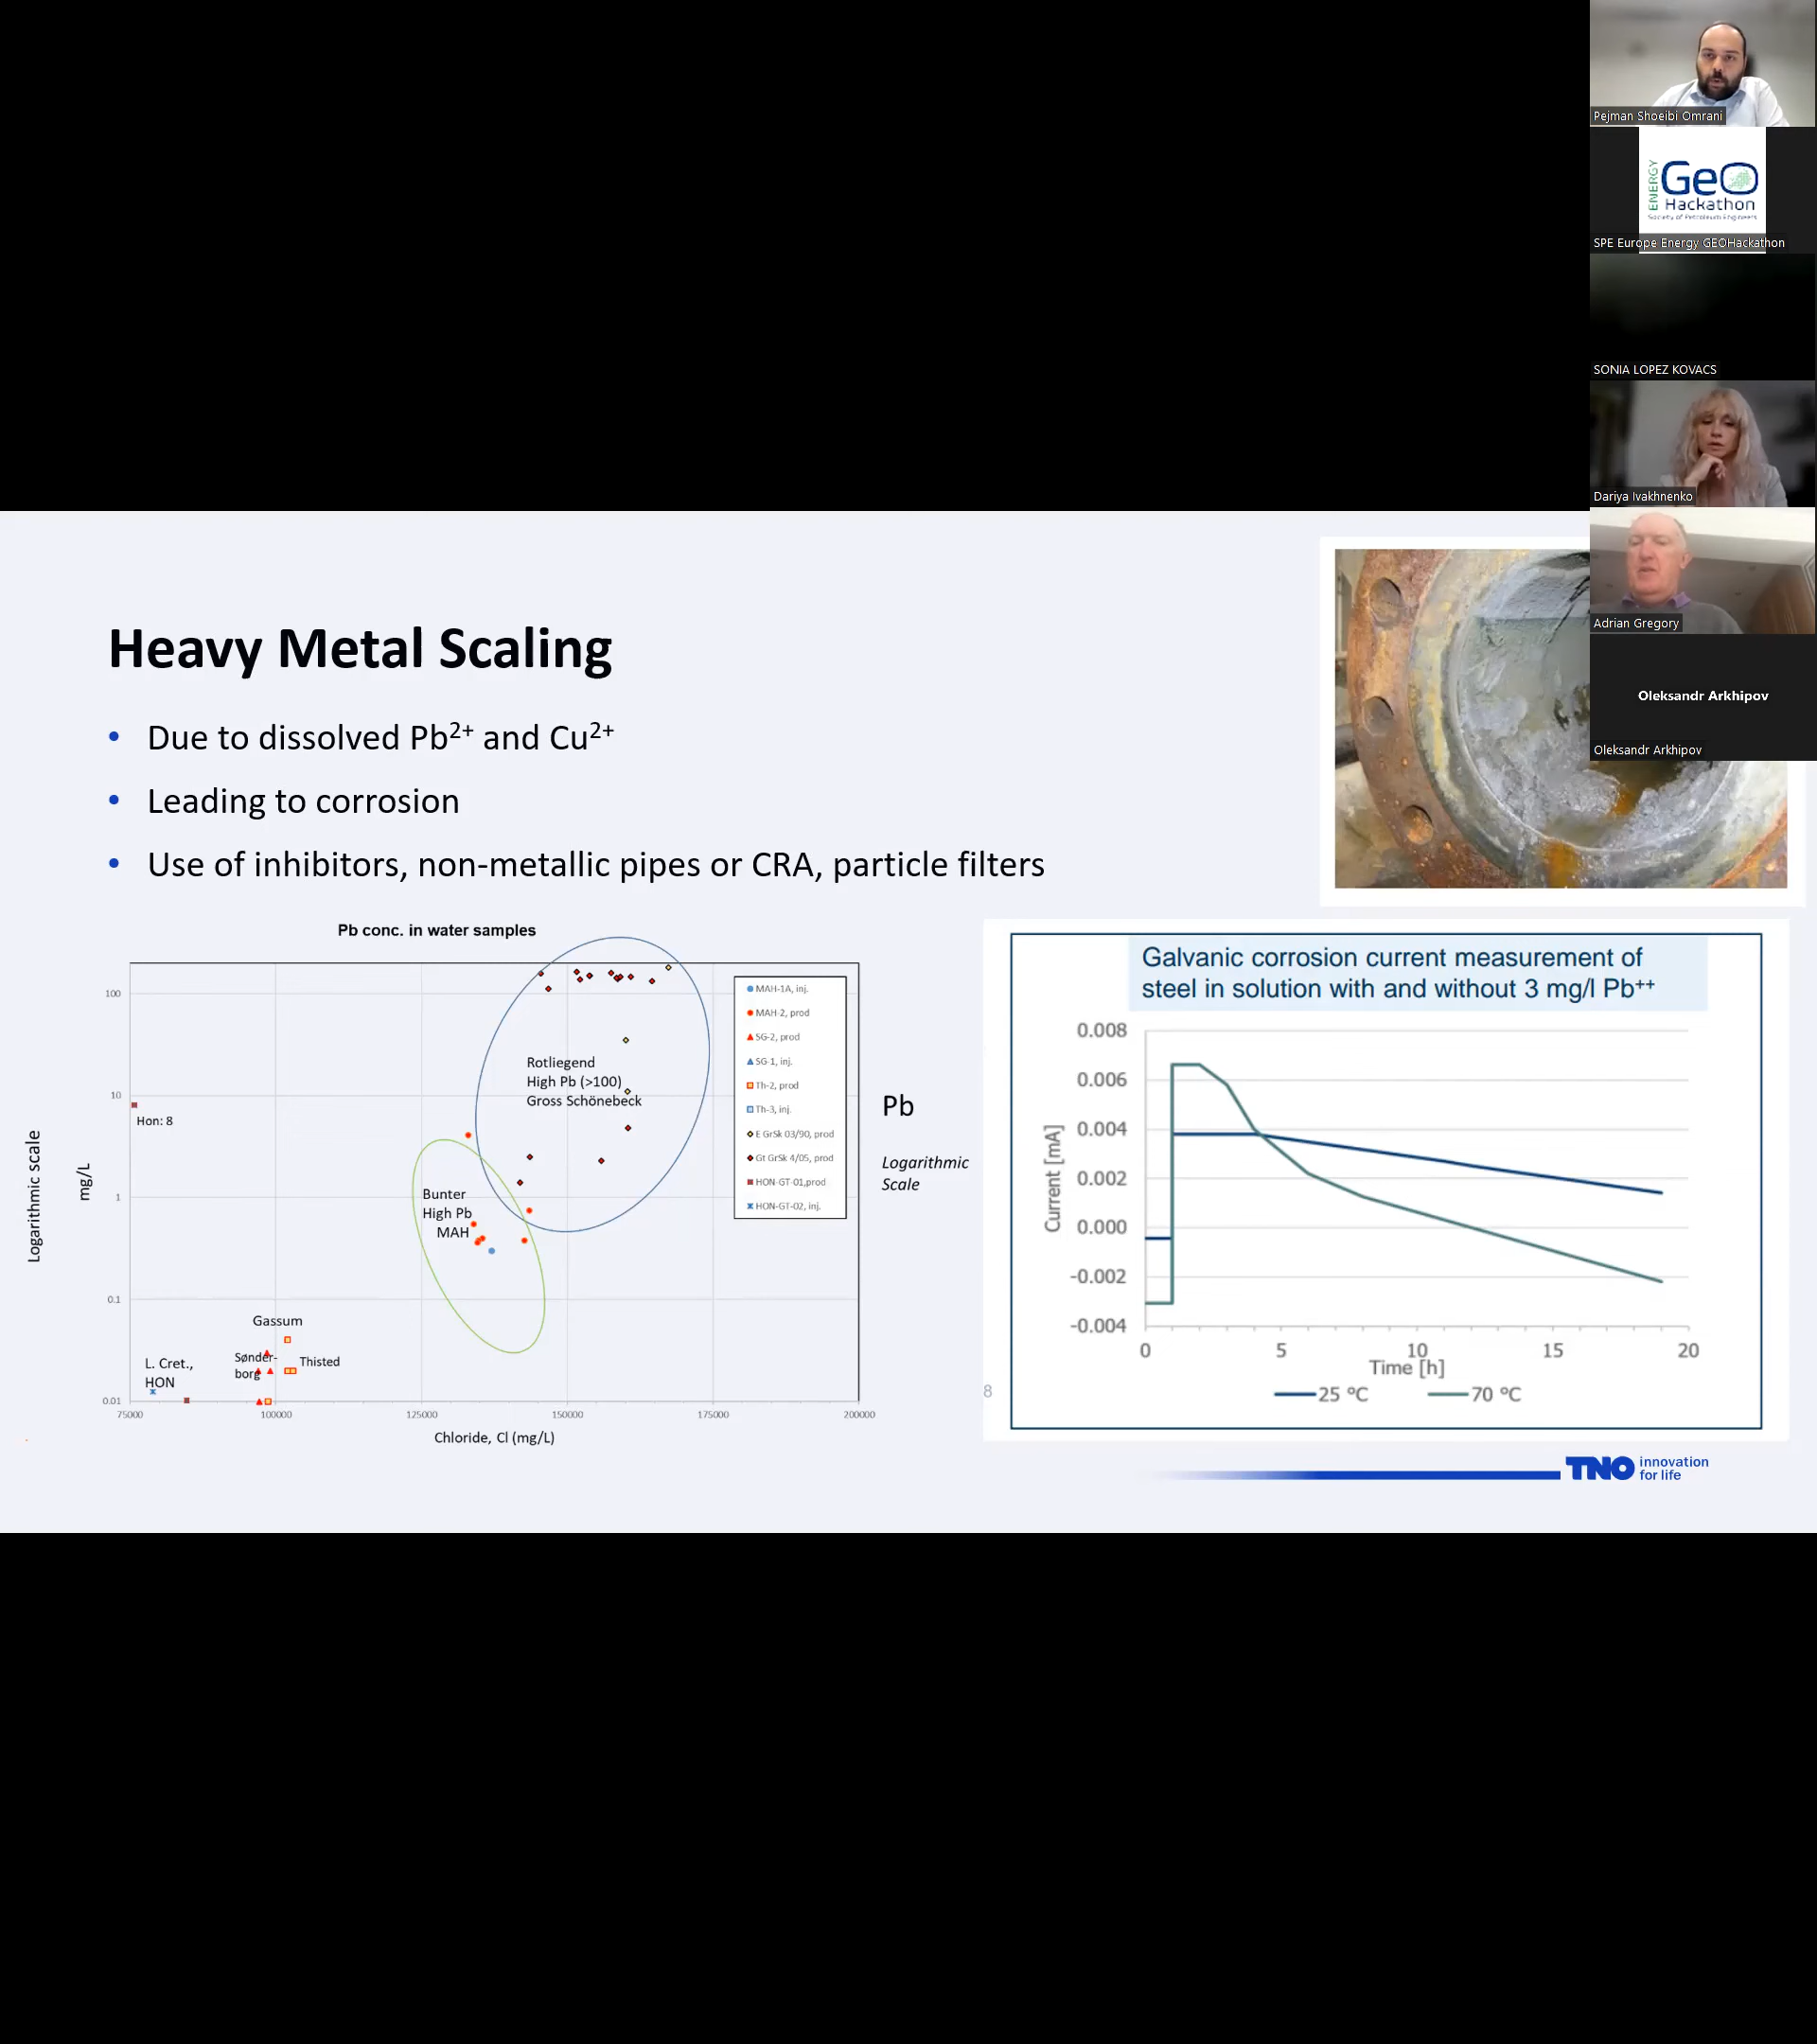 Pejman Shoeibi Omrani
ENERGY
GeO
Hackathon
Society of Petroleum Engineers
SPE Europe Energy GEOHackathon
SONIA LOPEZ KOVACS
Dariya Ivakhnenko
Adrian Gregory
Oleksandr Arkhipov
Oleksandr Arkhipov
Heavy Metal Scaling
• Due to dissolved Pb2+ and Cu2+
• Leading to corrosion
• Use of inhibitors, non-metallic pipes or CRA, particle filters
Pb conc. in water samples
Logarithmic scale
mg/L
100
10
1
0.1
0.01
75000
100000
125000
150000
175000
200000
Chloride, Cl (mg/L)
Hon: 8
Rotliegend
High Pb (>100)
Gross Schönebeck
Bunter
High Pb
MAH
Gassum
Sønder-
borg
Thisted
L. Cret.,
HON
MAH-1A, inj.
MAH-2, prod
SG-2, prod
SG-1, inj.
Th-2, prod
Th-3, inj.
E GrSk 03/90, prod
Gt GrSk 4/05, prod
HON-GT-01,prod
HON-GT-02, inj.
Pb
Logarithmic
Scale
Galvanic corrosion current measurement of
steel in solution with and without 3 mg/l Pb++
Current [mA]
0.008
0.006
0.004
0.002
0.000
-0.002
-0.004
0
5
10
15
20
Time [h]
25 ºC
70 ºC
8
TNO innovation
for life